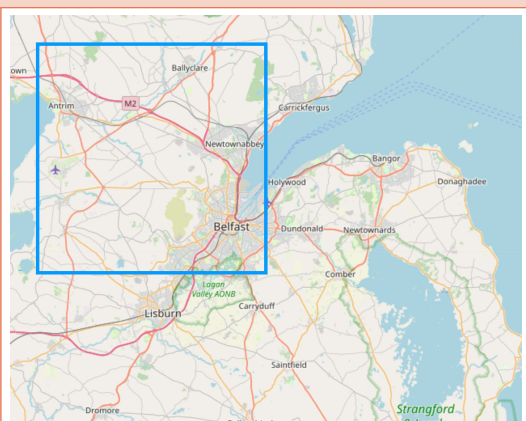 Ballyclare
own
Antrim
M2
Carrickfergus
Newtownabbey
Bangor
Holywood
Donaghadee
Belfast
Dundonald
Newtownards
Comber
Lagan
Valley AONB
Carryduff
Lisburn
Saintfield
Dromore
Strangford